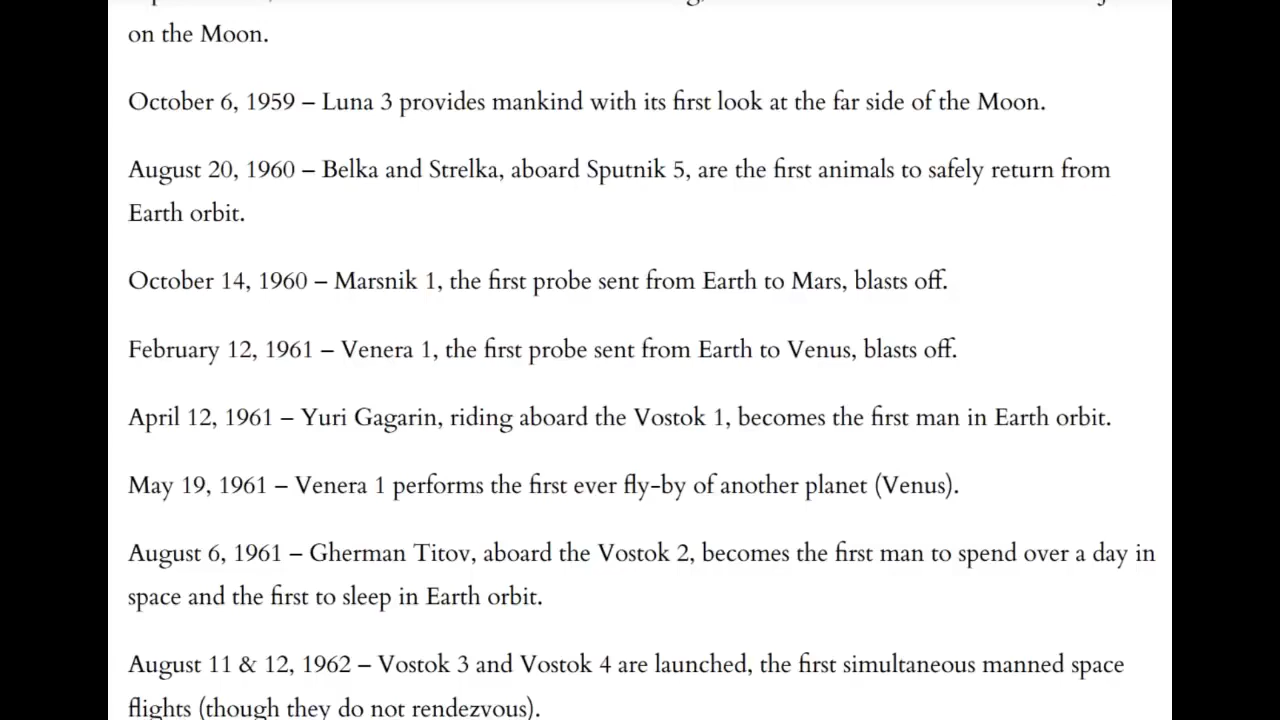 on the Moon.
October 6, 1959 – Luna 3 provides mankind with its first look at the far side of the Moon.
August 20, 1960 – Belka and Strelka, aboard Sputnik 5, are the first animals to safely return from
Earth orbit.
October 14, 1960 – Marsnik 1, the first probe sent from Earth to Mars, blasts off.
February 12, 1961 – Venera 1, the first probe sent from Earth to Venus, blasts off.
April 12, 1961 – Yuri Gagarin, riding aboard the Vostok 1, becomes the first man in Earth orbit.
May 19, 1961 – Venera 1 performs the first ever fly-by of another planet (Venus).
August 6, 1961 – Gherman Titov, aboard the Vostok 2, becomes the first man to spend over a day in
space and the first to sleep in Earth orbit.
August 11 & 12, 1962 – Vostok 3 and Vostok 4 are launched, the first simultaneous manned space
flights (though they do not rendezvous).